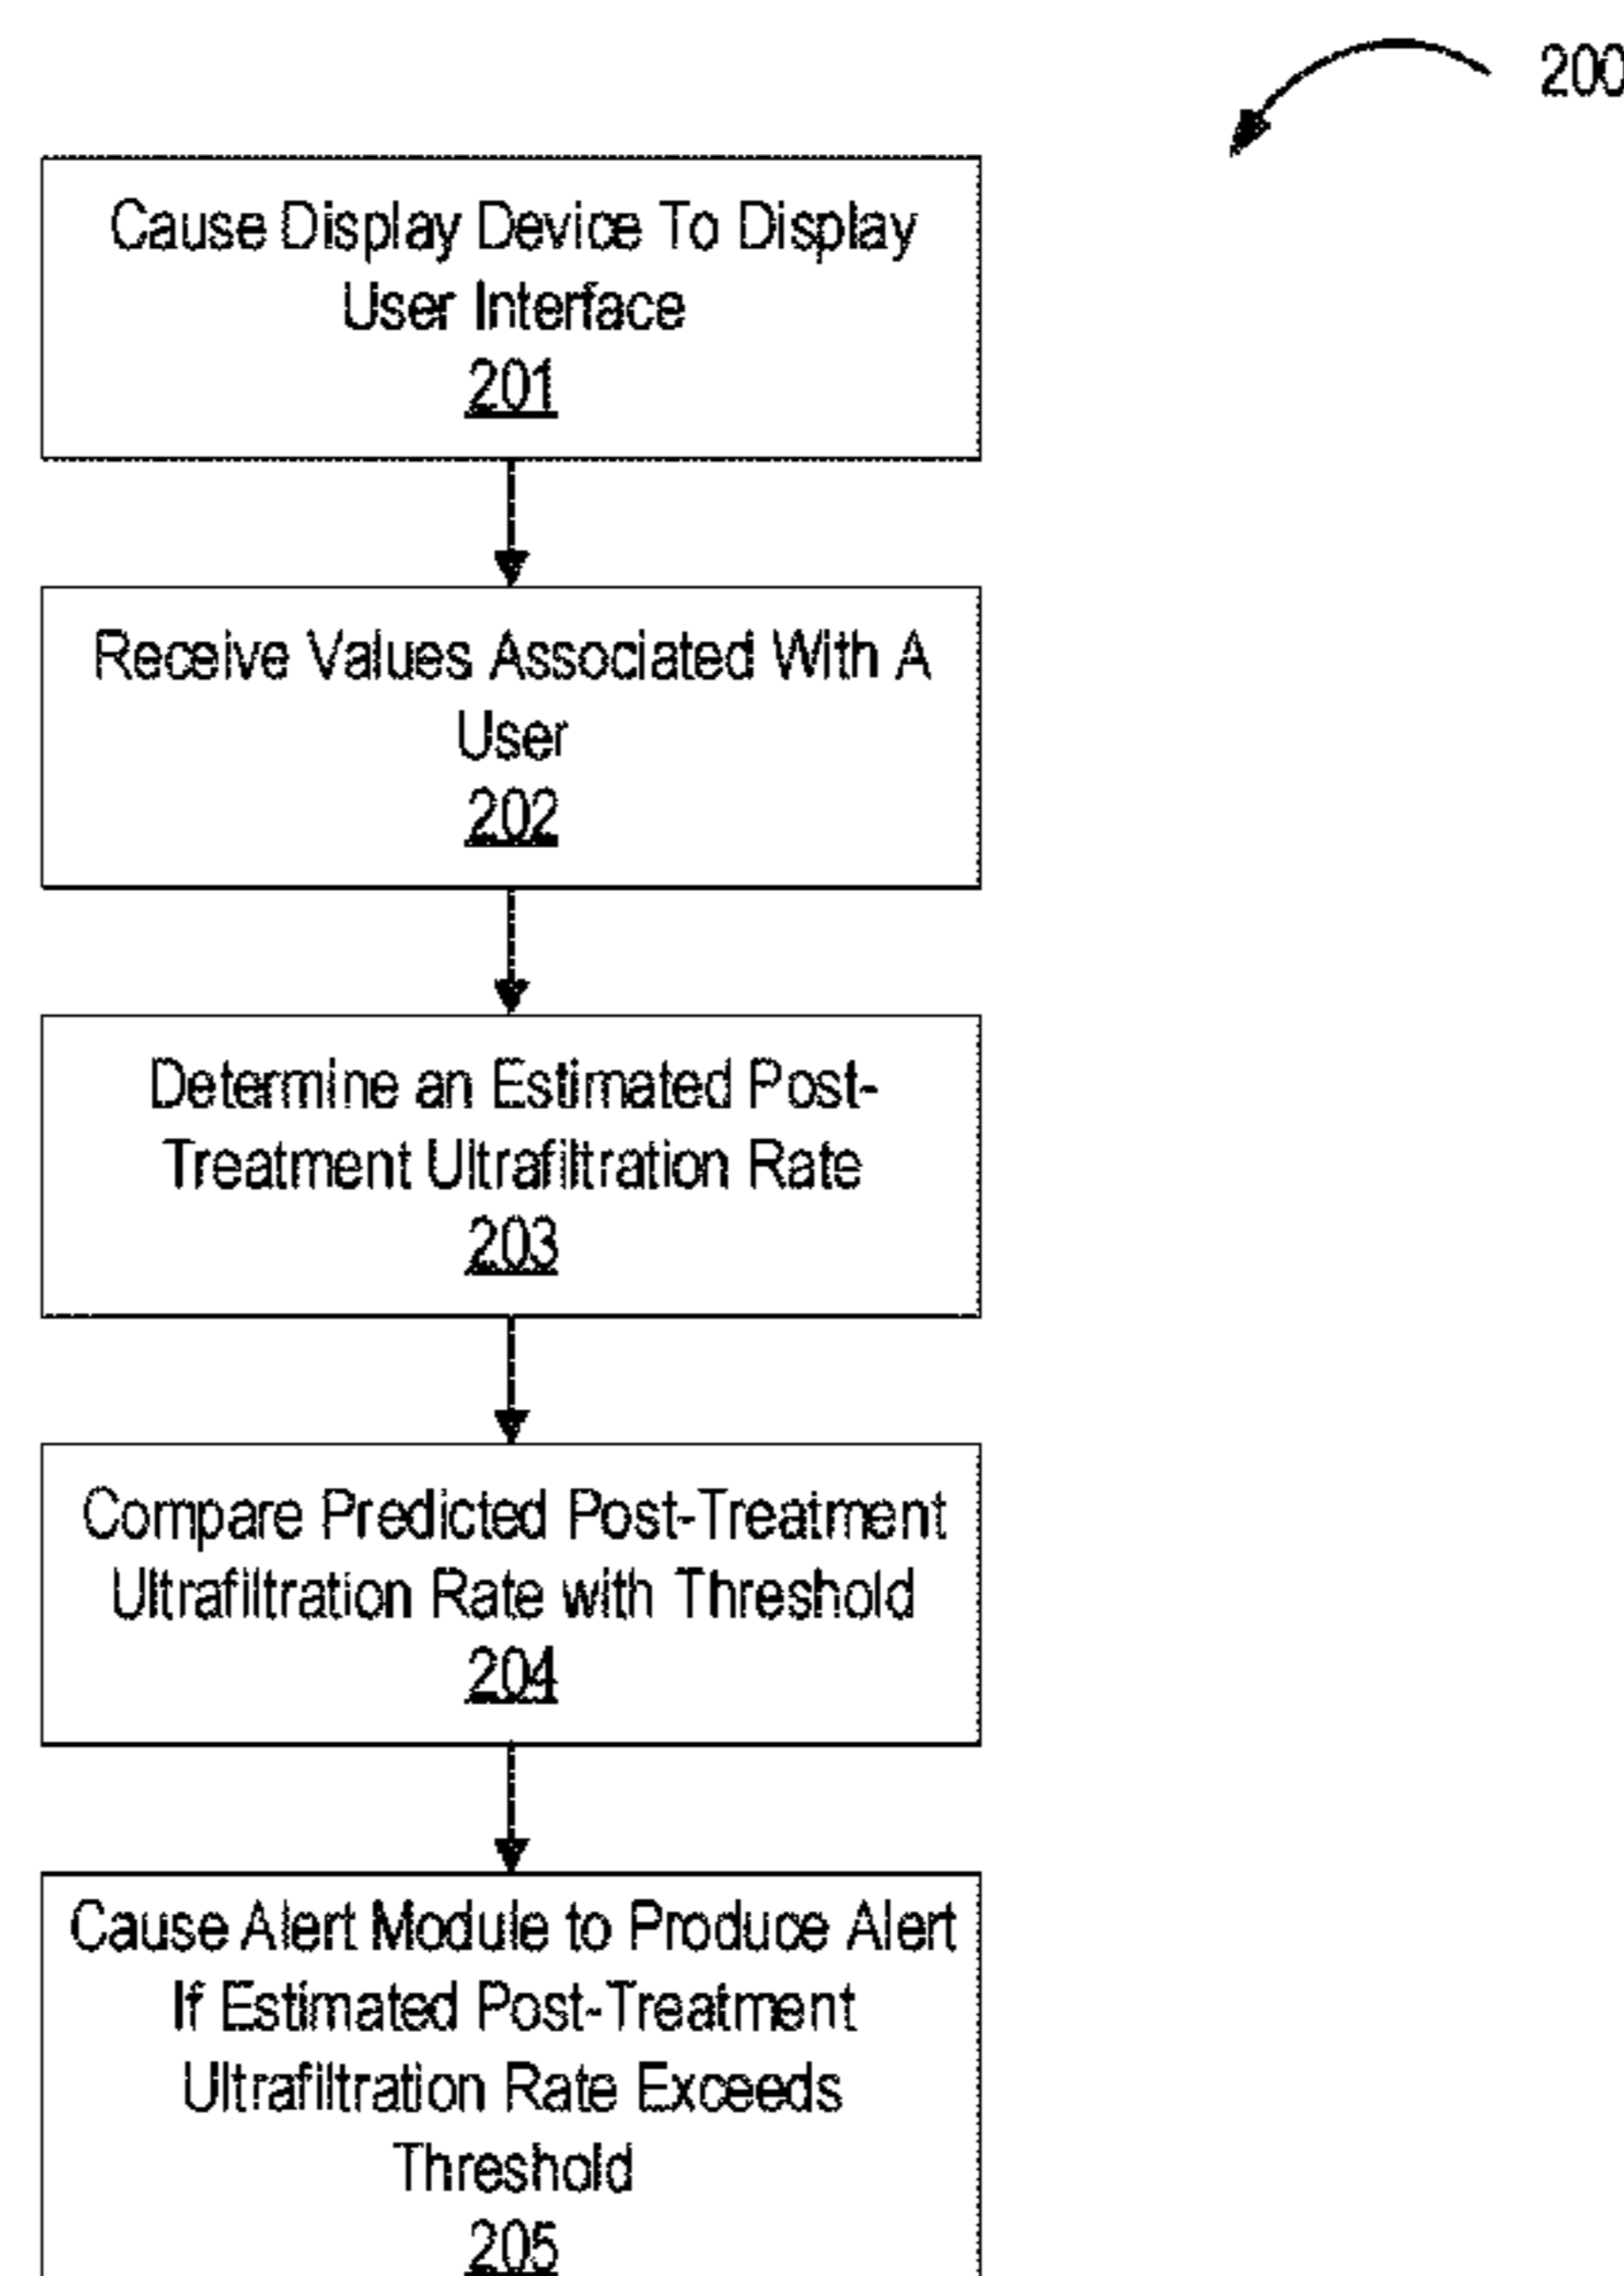 200
Cause Display Device To Display
User Interface
201
Receive Values Associated With A
User
202
Determine an Estimated Post-
Treatment Ultrafiltration Rate
203
Compare Predicted Post-Treatment
Ultrafiltration Rate with Threshold
204
Cause Alert Module to Produce Alert
If Estimated Post-Treatment
Ultrafiltration Rate Exceeds
Threshold
205